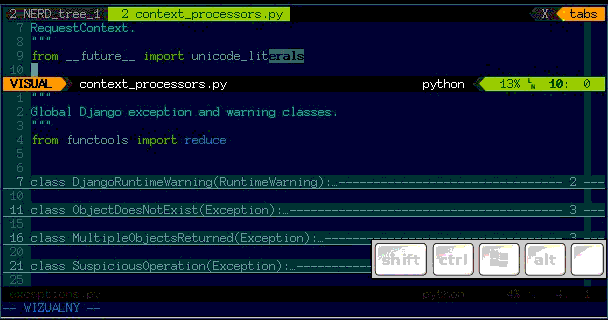 2 NERD_tree_1 2 context_processors.py X tabs
7 RequestContext.
8 """
9 from __future__ import unicode_literals
10
VISUAL context_processors.py python 13% LN 10: 0
1 """
2 Global Django exception and warning classes.
3 """
4 from functools import reduce
5
6
7 class DjangoRuntimeWarning(RuntimeWarning):…---------------------------------- 2 ---
10
11 class ObjectDoesNotExist(Exception):…---------------------------------- 3 ---
15
16 class MultipleObjectsReturned(Exception):…---------------------------------- 3 ---
20
21 class SuspiciousOperation(Exception):…
25
shift ctrl alt
exceptions.py python 4% 4: 1
-- WIZUALNY --